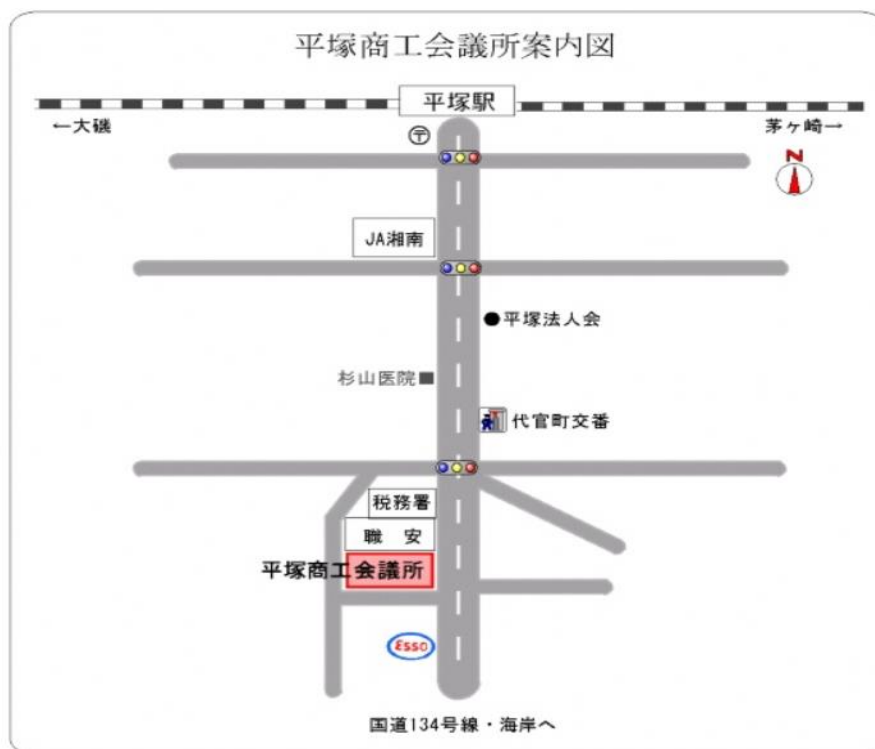 平塚商工会議所案内図
平塚駅
←大磯
〒
茅ヶ崎→
N
JA湘南
平塚法人会
杉山医院
代官町交番
税務署
職 安
平塚商工会議所
Esso
国道134号線・海岸へ